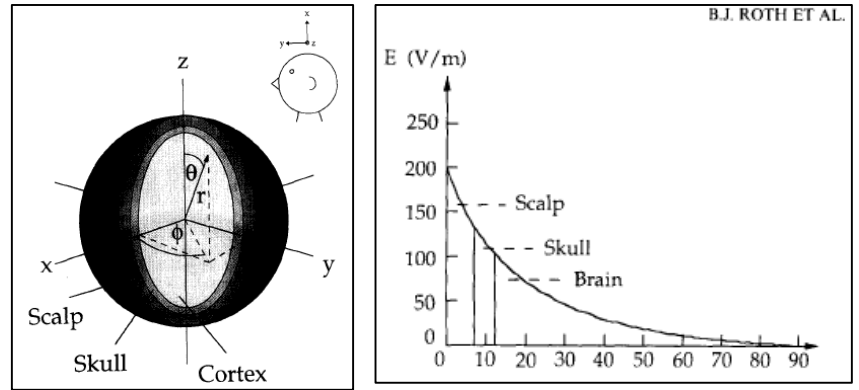 x
y
z
z
θ
r
ϕ
x
y
Scalp
Skull
Cortex
B.J. ROTH ET AL.
E (V/m)
250
200
Scalp
150
Skull
100
Brain
50
0
0 10 20 30 40 50 60 70 80 90